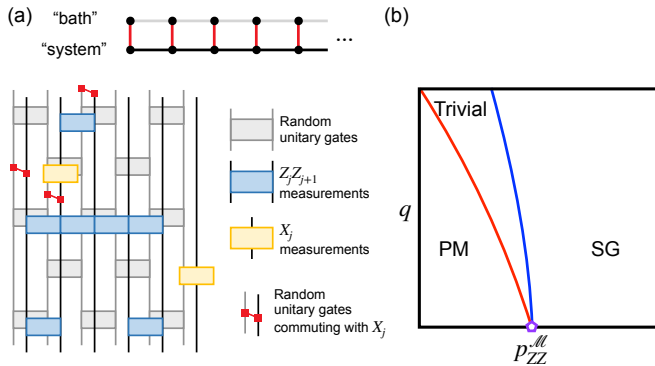 (a)
“bath”
“system”
...
Random
unitary gates
Z_jZ_{j+1}
measurements
X_j
measurements
Random
unitary gates
commuting with X_j
(b)
Trivial
q
PM
SG
p_{ZZ}^ℳ